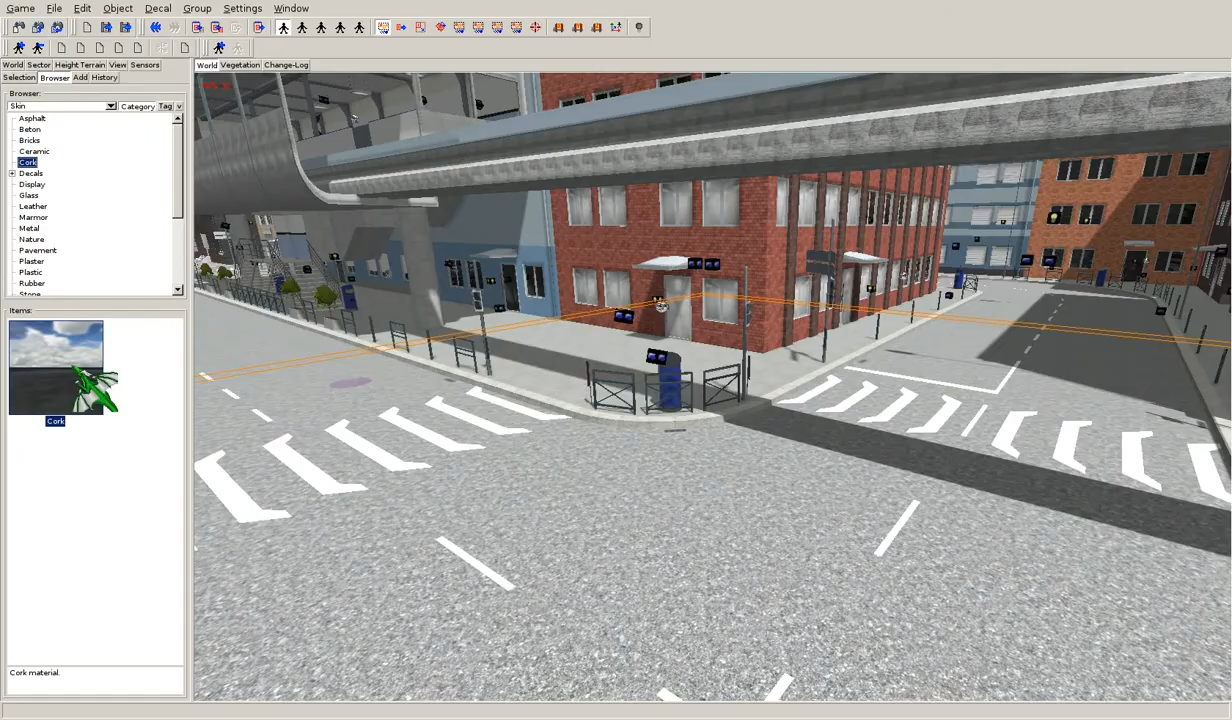 Game File Edit Object Decal Group Settings Window
World Sector Height Terrain View Sensors
Selection Browser Add History
World Vegetation Change-Log
Browser:
Skin Category Tag v
Asphalt
Beton
Bricks
Ceramic
Cork
Decals
Display
Glass
Leather
Marmor
Metal
Nature
Pavement
Plaster
Plastic
Rubber
Stone
Items:
Cork
Cork material.